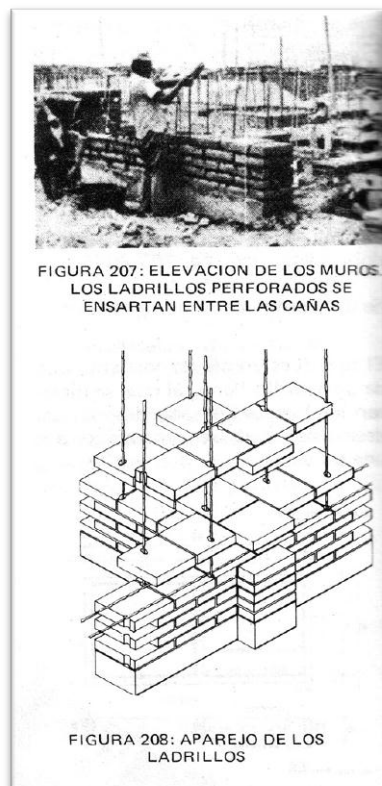 FIGURA 207: ELEVACION DE LOS MUROS.
LOS LADRILLOS PERFORADOS SE
ENSARTAN ENTRE LAS CAÑAS
FIGURA 208: APAREJO DE LOS
LADRILLOS